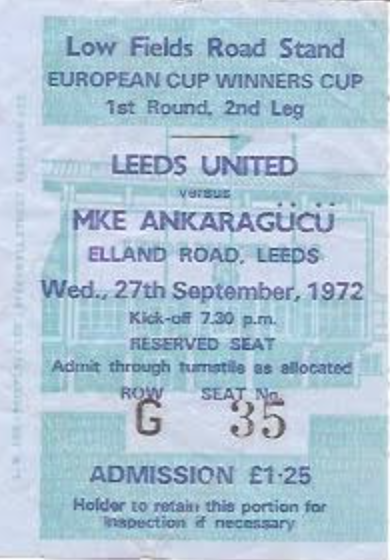 Low Fields Road Stand
EUROPEAN CUP WINNERS CUP
1st Round, 2nd Leg
LEEDS UNITED
versus
MKE ANKARAGÜCÜ
ELLAND ROAD, LEEDS
Wed., 27th September, 1972
Kick-off 7.30 p.m.
RESERVED SEAT
Admit through turnstile as allocated
ROW SEAT No.
G 35
ADMISSION £1·25
Holder to retain this portion for
inspection if necessary